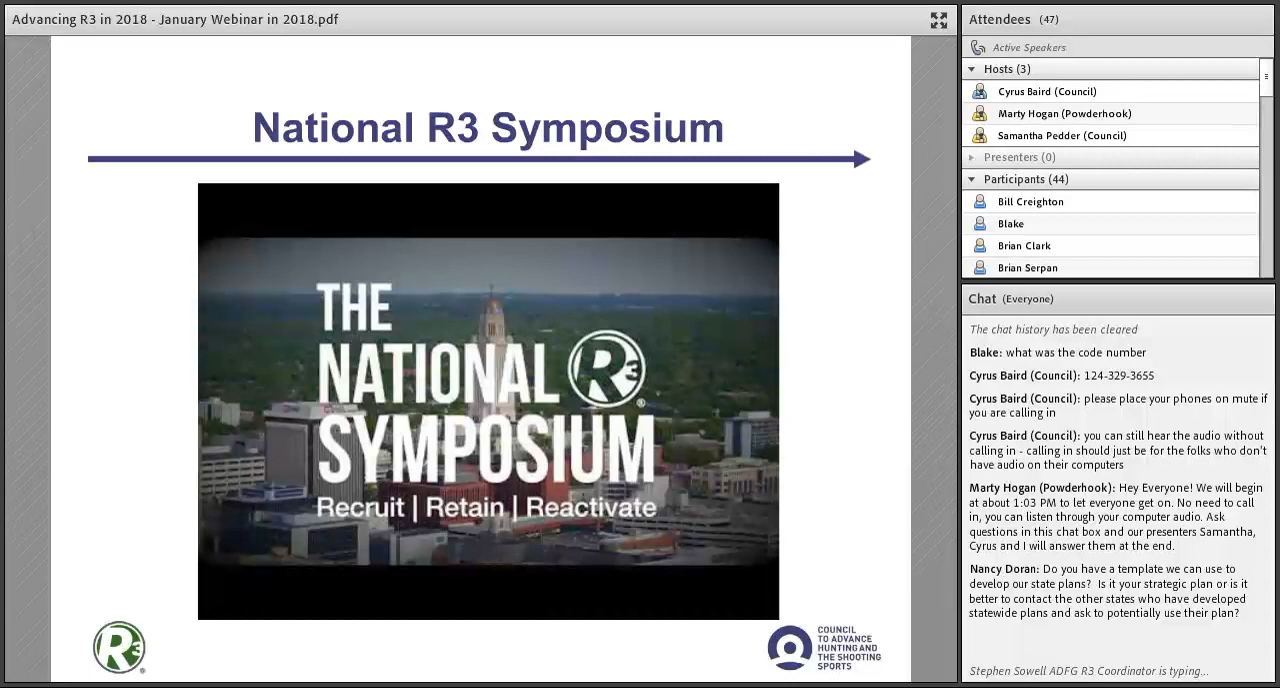 Advancing R3 in 2018 - January Webinar in 2018.pdf
National R3 Symposium
THE
NATIONAL R3®
SYMPOSIUM
Recruit | Retain | Reactivate
R3®
COUNCIL
TO ADVANCE
HUNTING AND
THE SHOOTING
SPORTS
Attendees (47)
Active Speakers
Hosts (3)
Cyrus Baird (Council)
Marty Hogan (Powderhook)
Samantha Pedder (Council)
Presenters (0)
Participants (44)
Bill Creighton
Blake
Brian Clark
Brian Serpan
Chat (Everyone)
The chat history has been cleared
Blake: what was the code number
Cyrus Baird (Council): 124-329-3655
Cyrus Baird (Council): please place your phones on mute if
you are calling in
Cyrus Baird (Council): you can still hear the audio without
calling in - calling in should just be for the folks who don't
have audio on their computers
Marty Hogan (Powderhook): Hey Everyone! We will begin
at about 1:03 PM to let everyone get on. No need to call
in, you can listen through your computer audio. Ask
questions in this chat box and our presenters Samantha,
Cyrus and I will answer them at the end.
Nancy Doran: Do you have a template we can use to
develop our state plans? Is it your strategic plan or is it
better to contact the other states who have developed
statewide plans and ask to potentially use their plan?
Stephen Sowell ADFG R3 Coordinator is typing...